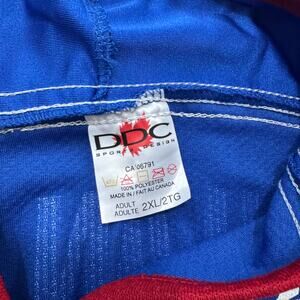 DDC
SPORT DESIGN
CA 06791
100% POLYESTER
MADE IN / FAIT AU CANADA
ADULT
ADULTE 2XL/2TG